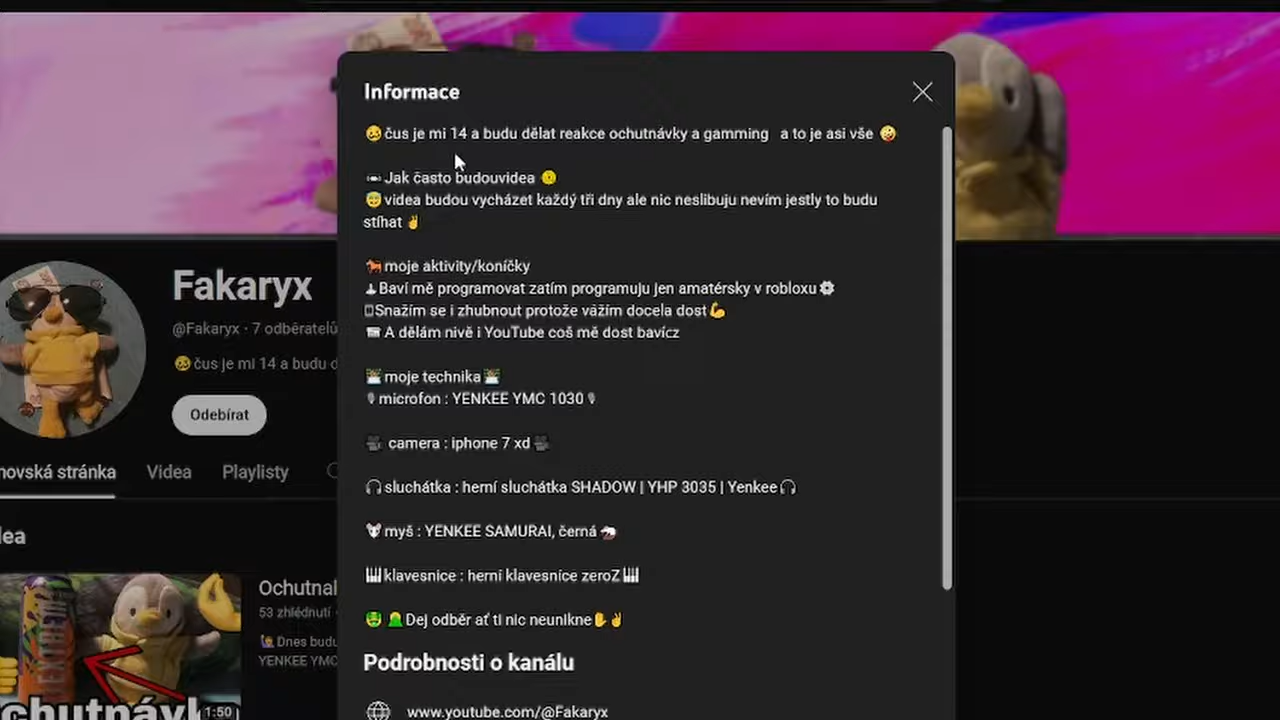 Informace
🥴čus je mi 14 a budu dělat reakce ochutnávky a gamming a to je asi vše 🤪
Jak často budouvidea
😇videa budou vycházet každý tři dny ale nic neslibuju nevím jestly to budu
stíhat✌️
🐎moje aktivity/koníčky
🕹Baví mě programovat zatím programuju jen amatérsky v robloxu⚙️
Snažím se i zhubnout protože vážím docela dost💪
A dělám nivě i YouTube coš mě dost bavícz
moje technika
🎙microfon : YENKEE YMC 1030🎙
🎥 camera : iphone 7 xd🎥
🎧sluchátka : herní sluchátka SHADOW | YHP 3035 | Yenkee🎧
🐭myš : YENKEE SAMURAI, černá
🎹klavesnice : herní klavesnice zeroZ🎹
Dej odběr ať ti nic neunikne✋✌️
Podrobnosti o kanálu
www.youtube.com/@Fakaryx
Fakaryx
@Fakaryx · 7 odběratelů
čus je mi 14 a budu d
Odebírat
novská stránka Videa Playlisty
dea
Ochutnal
53 zhlédnutí
Dnes budu
YENKEE YMC
chutnávk
1:50